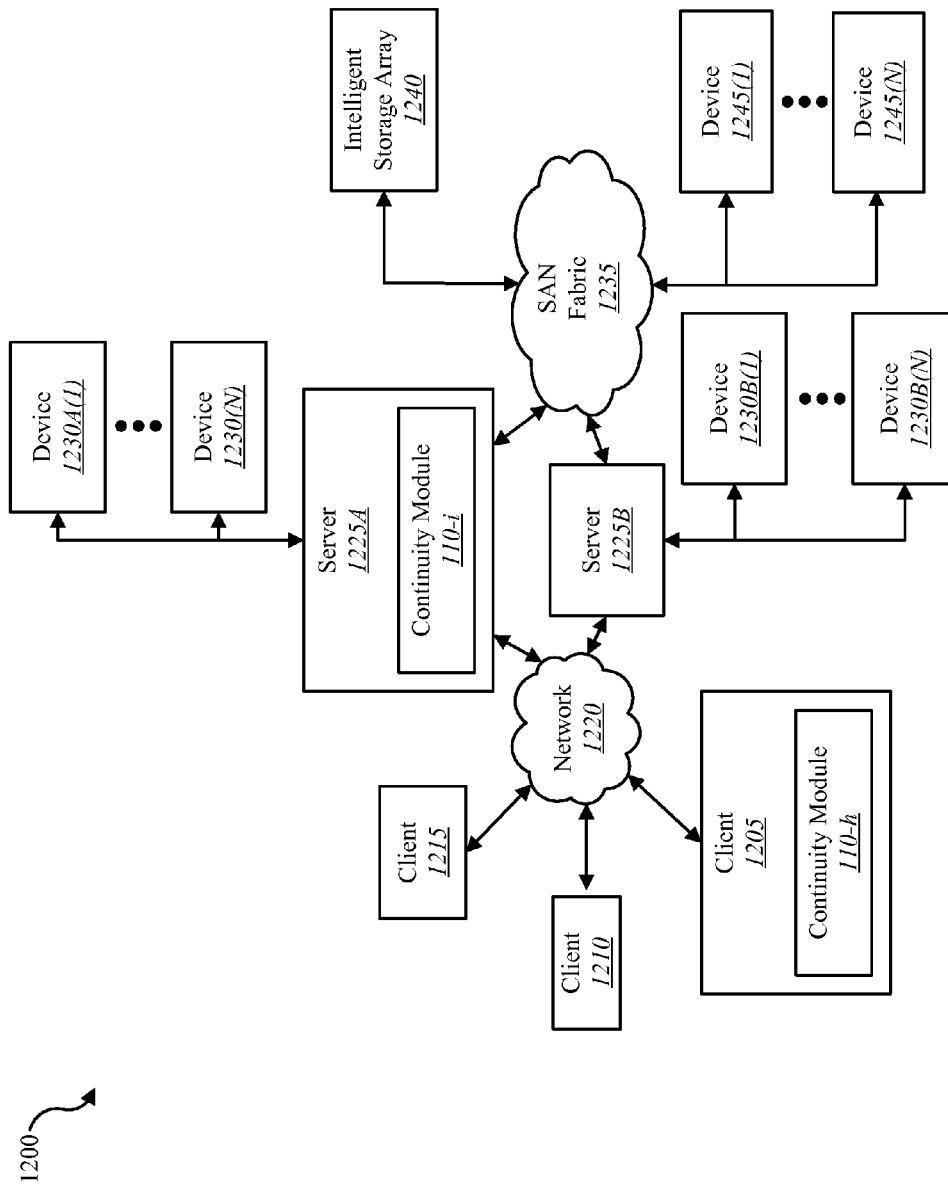 1200
Client
1215
Client
1210
Client
1205
Continuity Module
110-h
Network
1220
Server
1225A
Continuity Module
110-i
Server
1225B
Device
1230A(1)
Device
1230(N)
Device
1230B(1)
Device
1230B(N)
SAN
Fabric
1235
Intelligent
Storage Array
1240
Device
1245(1)
Device
1245(N)